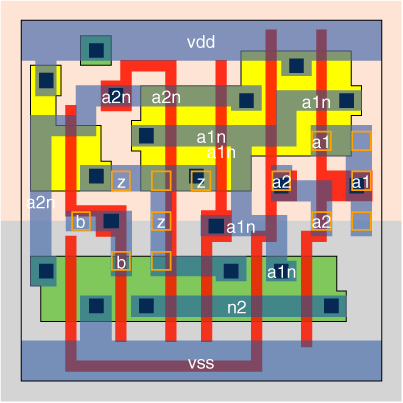 vdd
a2n a2n a1n
a1n
a1n
a1
z z a2 a1
a2n
b z a1n a2
b a1n
n2
vss